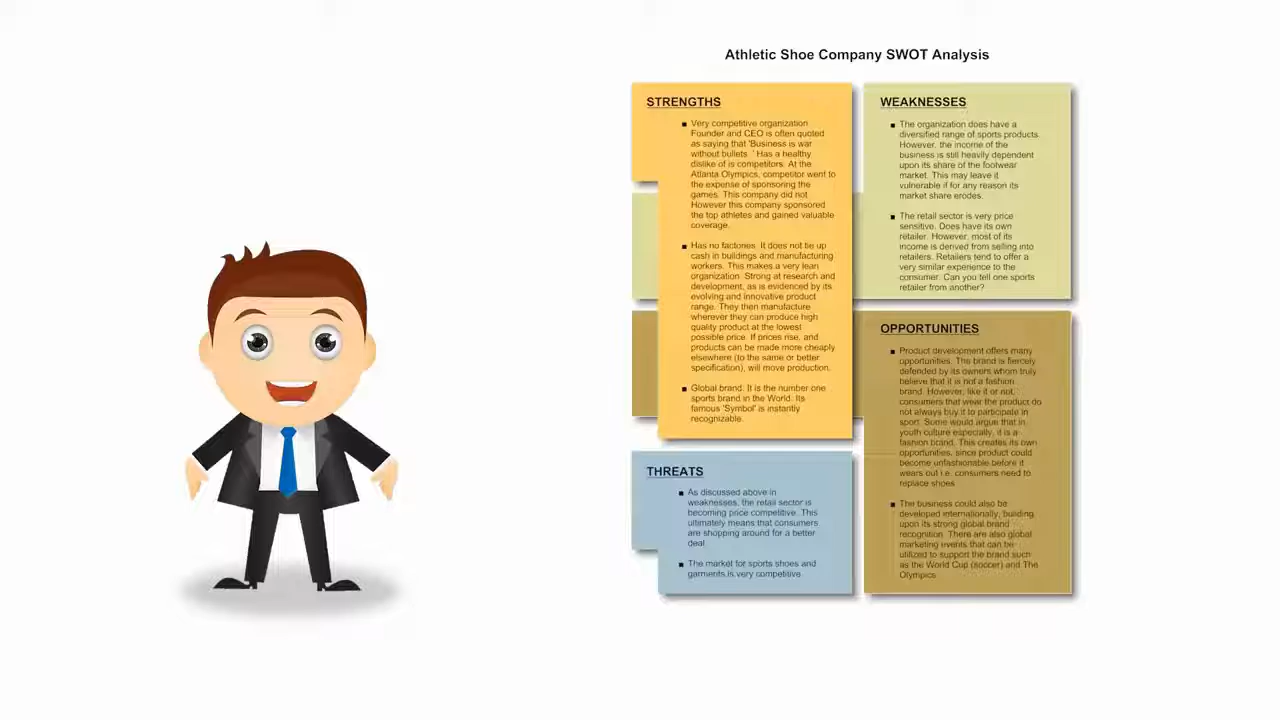 Athletic Shoe Company SWOT Analysis
STRENGTHS
▪ Very competitive organization
Founder and CEO is often quoted
as saying that 'Business is war
without bullets. ' Has a healthy
dislike of is competitors. At the
Atlanta Olympics, competitor went to
the expense of sponsoring the
games. This company did not
However this company sponsored
the top athletes and gained valuable
coverage.
▪ Has no factories. It does not tie up
cash in buildings and manufacturing
workers. This makes a very lean
organization. Strong at research and
development, as is evidenced by its
evolving and innovative product
range. They then manufacture
wherever they can produce high
quality product at the lowest
possible price. If prices rise, and
products can be made more cheaply
elsewhere (to the same or better
specification), will move production.
▪ Global brand. It is the number one
sports brand in the World. Its
famous 'Symbol' is instantly
recognizable.
WEAKNESSES
▪ The organization does have a
diversified range of sports products.
However, the income of the
business is still heavily dependent
upon its share of the footwear
market. This may leave it
vulnerable if for any reason its
market share erodes.
▪ The retail sector is very price
sensitive. Does have its own
retailer. However, most of its
income is derived from selling into
retailers. Retailers tend to offer a
very similar experience to the
consumer. Can you tell one sports
retailer from another?
OPPORTUNITIES
▪ Product development offers many
opportunities. The brand is fiercely
defended by its owners whom truly
believe that it is not a fashion
brand. However, like it or not,
consumers that wear the product do
not always buy it to participate in
sport. Some would argue that in
youth culture especially, it is a
fashion brand. This creates its own
opportunities, since product could
become unfashionable before it
wears out i.e. consumers need to
replace shoes
▪ The business could also be
developed internationally, building
upon its strong global brand
recognition. There are also global
marketing events that can be
utilized to support the brand such
as the World Cup (soccer) and The
Olympics
THREATS
▪ As discussed above in
weaknesses, the retail sector is
becoming price competitive. This
ultimately means that consumers
are shopping around for a better
deal.
▪ The market for sports shoes and
garments is very competitive